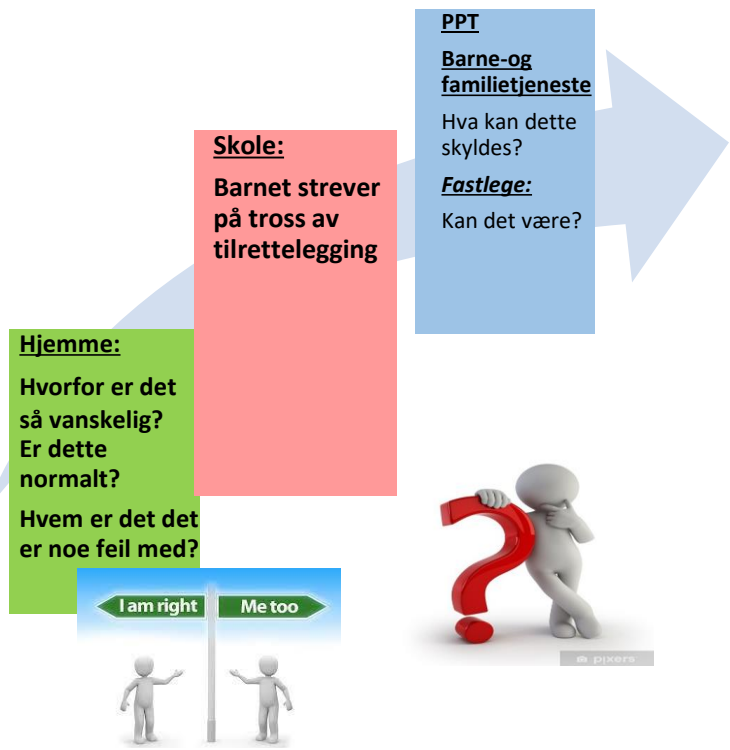 Hjemme:
Hvorfor er det
så vanskelig?
Er dette
normalt?
Hvem er det det
er noe feil med?
Skole:
Barnet strever
på tross av
tilrettelegging
PPT
Barne-og
familietjeneste
Hva kan dette
skyldes?
Fastlege:
Kan det være?
I am right
Me too
pixers